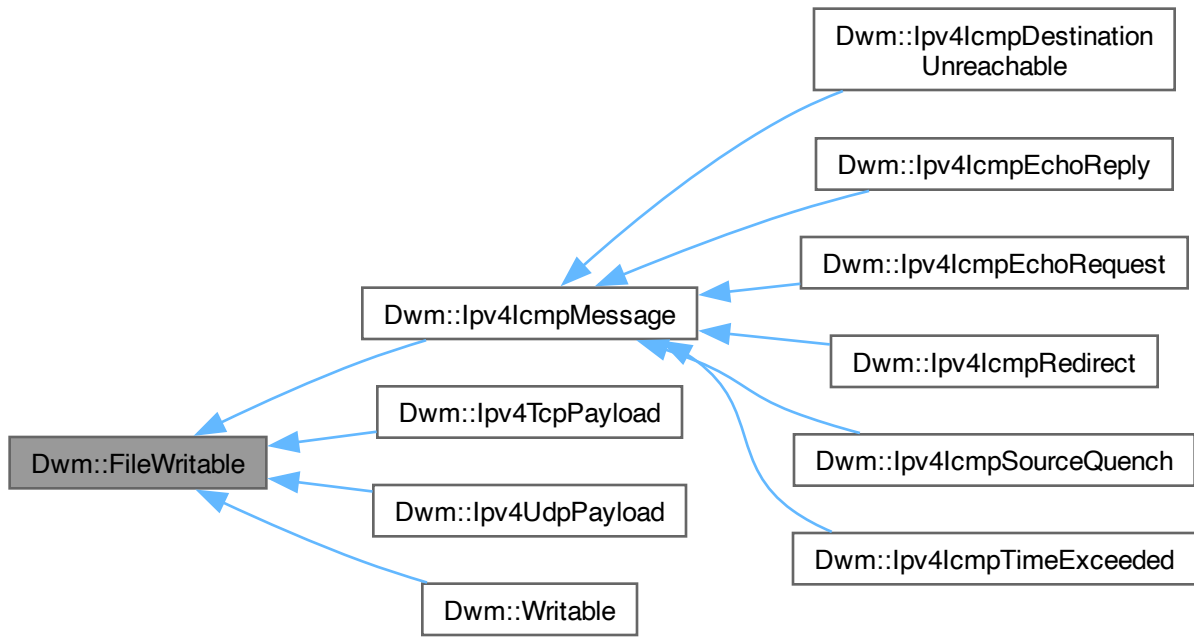 Dwm::Ipv4IcmpDestination
Unreachable
Dwm::Ipv4IcmpEchoReply
Dwm::Ipv4IcmpEchoRequest
Dwm::Ipv4IcmpMessage
Dwm::Ipv4IcmpRedirect
Dwm::Ipv4TcpPayload
Dwm::FileWritable
Dwm::Ipv4IcmpSourceQuench
Dwm::Ipv4UdpPayload
Dwm::Ipv4IcmpTimeExceeded
Dwm::Writable